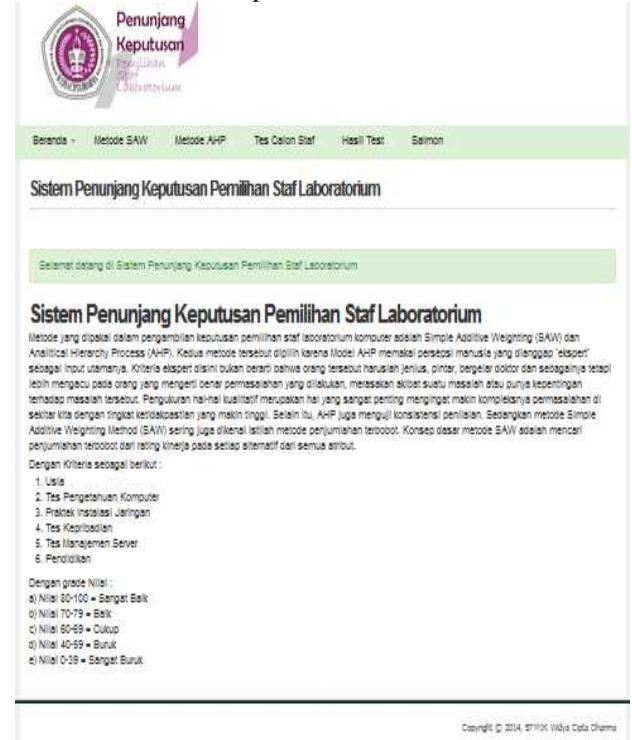 Penunjang
Keputusan
Pemilihan
Staf
Laboratorium
Beranda Metode SAW Metode AHP Tes Calon Staf Hasil Test Salmon
Sistem Penunjang Keputusan Pemilihan Staf Laboratorium
Selamat datang di Sistem Penunjang Keputusan Pemilihan Staf Laboratorium
Sistem Penunjang Keputusan Pemilihan Staf Laboratorium
Metode yang dipakai dalam pengambilan keputusan pemilihan staf laboratorium komputer adalah Simple Additive Weighting (SAW) dan
Analitical Hierarchy Process (AHP). Kedua metode tersebut dipilih karena Model AHP memakai persepsi manusia yang dianggap "ekspert"
sebagai input utamanya. Kriteria ekspert disini bukan berarti bahwa orang tersebut haruslah jenius, pintar, bergelar doktor dan sebagainya tetapi
lebih mengacu pada orang yang mengerti benar permasalahan yang dilakukan, merasakan akibat suatu masalah atau punya kepentingan
terhadap masalah tersebut. Pengukuran hal-hal kualitatif merupakan hal yang sangat penting mengingat makin kompleksnya permasalahan di
sekitar kita dengan tingkat ketidakpastian yang makin tinggi. Selain itu, AHP juga menguji konsistensi penilaian. Sedangkan metode Simple
Additive Weighting Method (SAW) sering juga dikenal istilah metode penjumlahan terbobot. Konsep dasar metode SAW adalah mencari
penjumlahan terbobot dari rating kinerja pada setiap alternatif dari semua atribut.
Dengan Kriteria sebagai berikut :
1. Usia
2. Tes Pengetahuan Komputer
3. Praktek Instalasi Jaringan
4. Tes Kepribadian
5. Tes Manajemen Server
6. Pendidikan
Dengan grade Nilai :
a) Nilai 80-100 = Sangat Baik
b) Nilai 70-79 = Baik
c) Nilai 60-69 = Cukup
d) Nilai 40-59 = Buruk
e) Nilai 0-39 = Sangat Buruk
Copyright © 2014, STMIK Widya Cipta Dharma